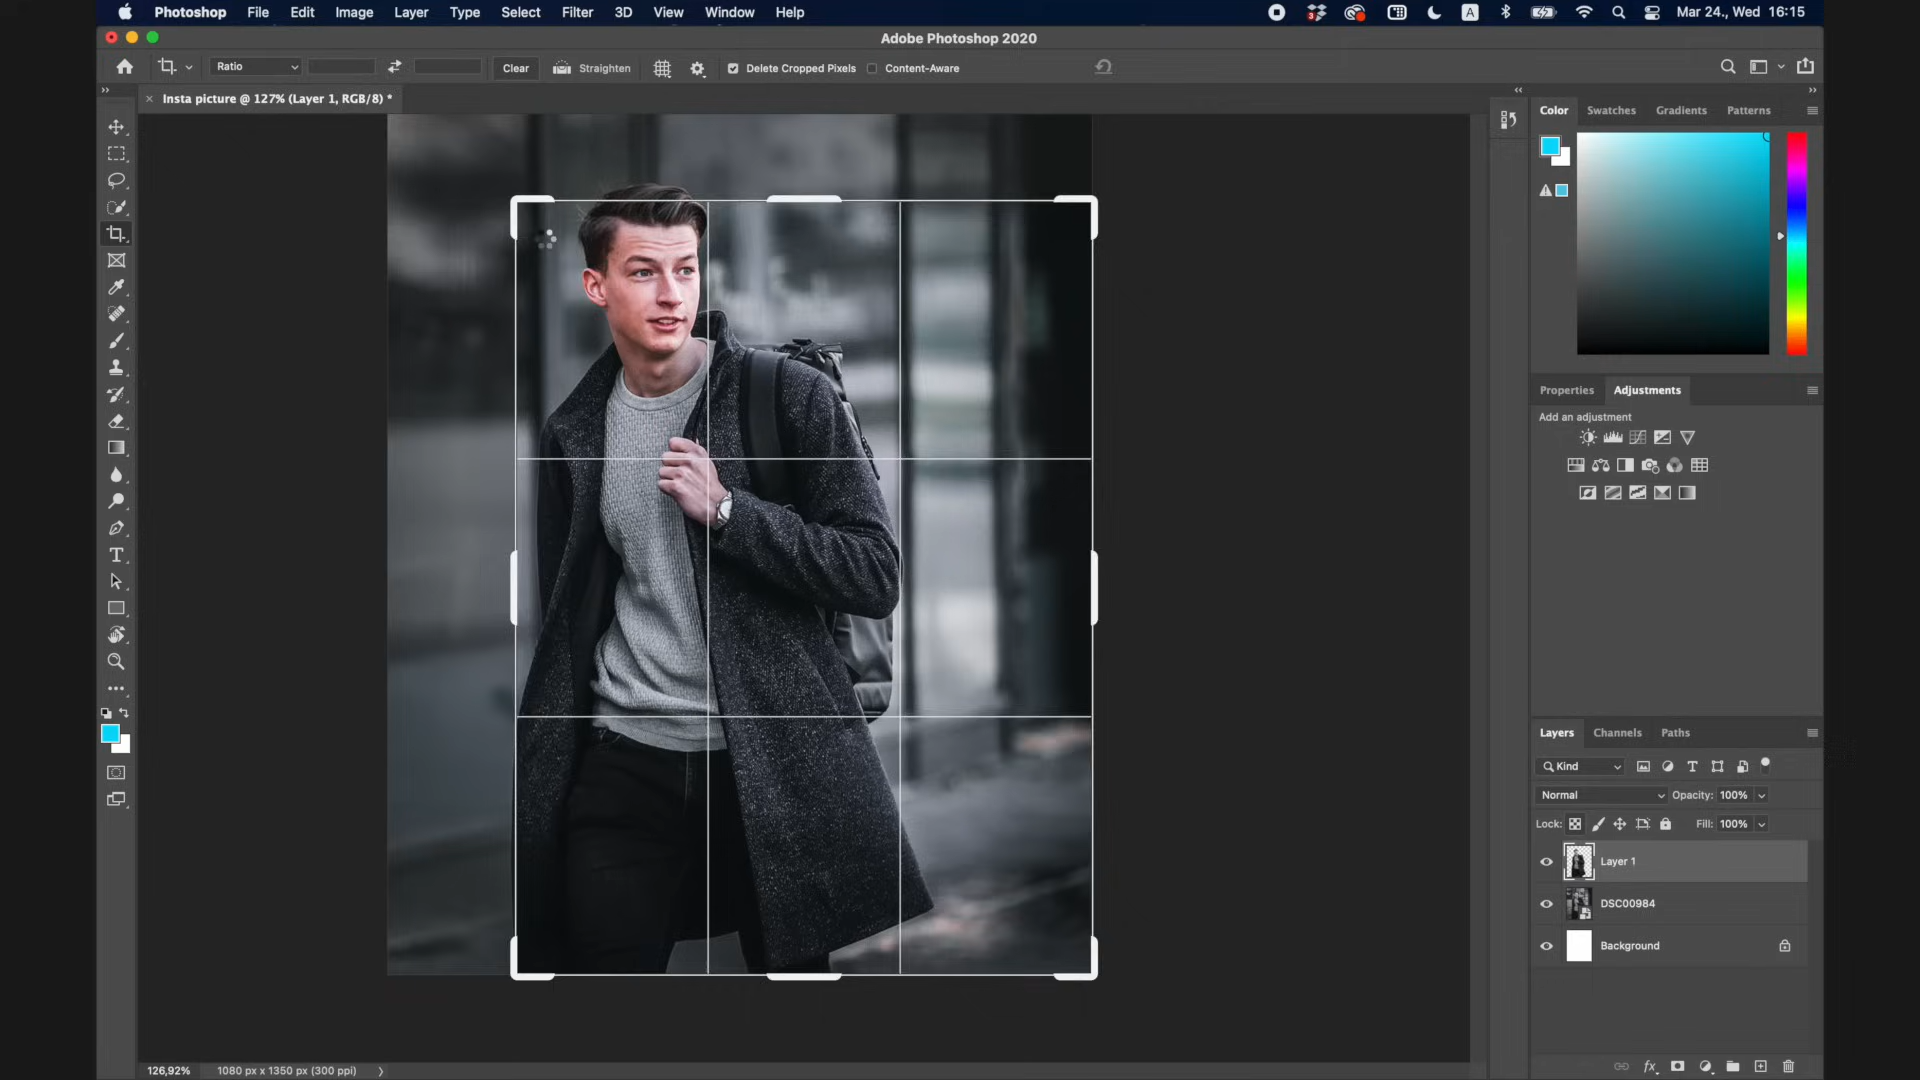 Photoshop File Edit Image Layer Type Select Filter 3D View Window Help 3 A Mar 24., Wed 16:15
Adobe Photoshop 2020
Ratio Clear Straighten Delete Cropped Pixels Content-Aware
Insta picture @ 127% (Layer 1, RGB/8) *
Color Swatches Gradients Patterns
Properties Adjustments
Add an adjustment
Layers Channels Paths
Kind
Normal Opacity: 100%
Lock: Fill: 100%
Layer 1
DSC00984
Background
fx
126,92% 1080 px x 1350 px (300 ppi)